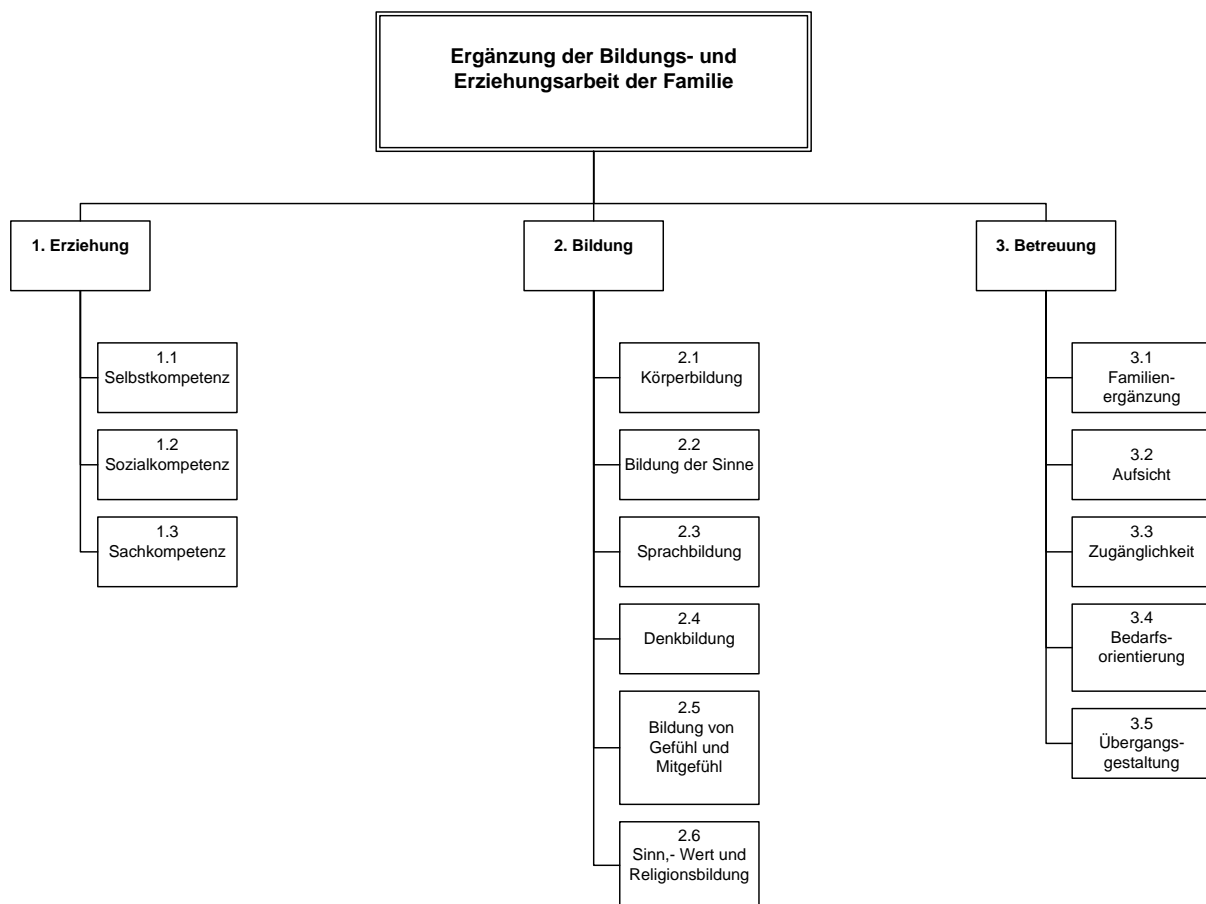 Ergänzung der Bildungs- und
Erziehungsarbeit der Familie
1. Erziehung
2. Bildung
3. Betreuung
1.1
Selbstkompetenz
1.2
Sozialkompetenz
1.3
Sachkompetenz
2.1
Körperbildung
2.2
Bildung der Sinne
2.3
Sprachbildung
2.4
Denkbildung
2.5
Bildung von
Gefühl und
Mitgefühl
2.6
Sinn,- Wert und
Religionsbildung
3.1
Familien-
ergänzung
3.2
Aufsicht
3.3
Zugänglichkeit
3.4
Bedarfs-
orientierung
3.5
Übergangs-
gestaltung